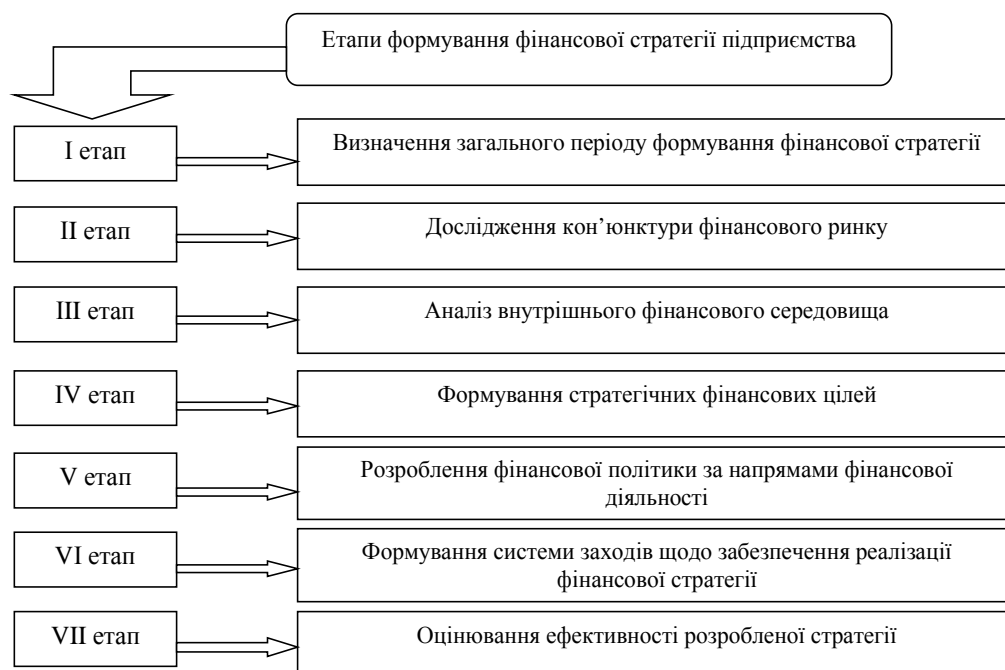 Етапи формування фінансової стратегії підприємства
І етап
Визначення загального періоду формування фінансової стратегії
ІІ етап
Дослідження кон’юнктури фінансового ринку
ІІІ етап
Аналіз внутрішнього фінансового середовища
IV етап
Формування стратегічних фінансових цілей
V етап
Розроблення фінансової політики за напрямами фінансової
діяльності
VI етап
Формування системи заходів щодо забезпечення реалізації
фінансової стратегії
VII етап
Оцінювання ефективності розробленої стратегії